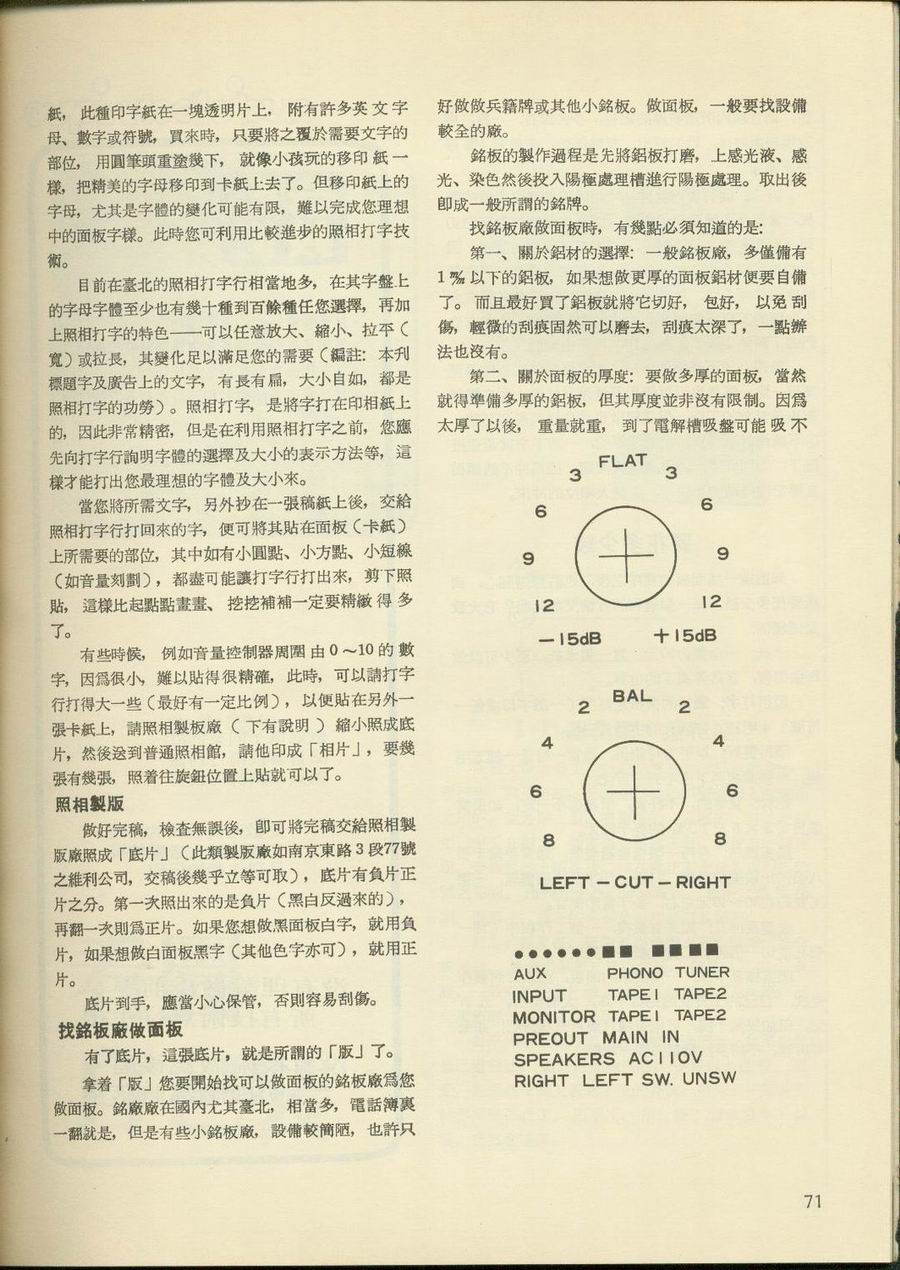 紙，此種印字紙在一塊透明片上，附有許多英文字
母、數字或符號，買來時，只要將之覆於需要文字的
部位，用圓筆頭重塗幾下，就像小孩玩的移印紙一
樣，把精美的字母移印到卡紙上去了。但移印紙上的
字母，尤其是字體的變化可能有限，難以完成您理想
中的面板字樣。此時您可利用比較進步的照相打字技
術。
目前在臺北的照相打字行相當地多，在其字盤上
的字母字體至少也有幾十種到百餘種任您選擇，再加
上照相打字的特色——可以任意放大、縮小、拉平（
寬）或拉長，其變化足以滿足您的需要（編註：本刋
標題字及廣告上的文字，有長有扁，大小自如，都是
照相打字的功勞）。照相打字，是將字打在印相紙上
的，因此非常精密，但是在利用照相打字之前，您應
先向打字行詢明字體的選擇及大小的表示方法等，這
樣才能打出您最理想的字體及大小來。
當您將所需文字，另外抄在一張稿紙上後，交給
照相打字行打回來的字，便可將其貼在面板（卡紙）
上所需要的部位，其中如有小圓點、小方點、小短線
（如音量刻劃），都盡可能讓打字行打出來，剪下照
貼，這樣比起點點畫畫、挖挖補補一定要精緻得多
了。
有些時候，例如音量控制器周圍由0～10的數
字，因爲很小，難以貼得很精確，此時，可以請打字
行打得大一些（最好有一定比例），以便貼在另外一
張卡紙上，請照相製板廠（下有說明）縮小照成底
片，然後送到普通照相館，請他印成「相片」，要幾
張有幾張，照着往旋鈕位置上貼就可以了。
照相製版
做好完稿，檢查無誤後，卽可將完稿交給照相製
版廠照成「底片」（此類製版廠如南京東路3段77號
之維利公司，交稿後幾乎立等可取），底片有負片正
片之分。第一次照出來的是負片（黑白反過來的），
再翻一次則爲正片。如果您想做黑面板白字，就用負
片，如果想做白面板黑字（其他色字亦可），就用正
片。
底片到手，應當小心保管，否則容易刮傷。
找銘板廠做面板
有了底片，這張底片，就是所謂的「版」了。
拿着「版」您要開始找可以做面板的銘板廠爲您
做面板。銘廠廠在國內尤其臺北，相當多，電話簿裏
一翻就是，但是有些小銘板廠，設備較簡陋，也許只
好做做兵籍牌或其他小銘板。做面板，一般要找設備
較全的廠。
銘板的製作過程是先將鋁板打磨，上感光液、感
光、染色然後投入陽極處理槽進行陽極處理。取出後
卽成一般所謂的銘牌。
找銘板廠做面板時，有幾點必須知道的是：
第一、關於鋁材的選擇：一般銘板廠，多僅備有
1㎜以下的鋁板，如果想做更厚的面板鋁材便要自備
了。而且最好買了鋁板就將它切好，包好，以免刮
傷，輕微的刮痕固然可以磨去，刮痕太深了，一點辦
法也沒有。
第二、關於面板的厚度：要做多厚的面板，當然
就得準備多厚的鋁板，但其厚度並非沒有限制。因爲
太厚了以後，重量就重，到了電解槽吸盤可能吸不
FLAT
3 3
6 6
9 9
12 12
－15dB ＋15dB
BAL
2 2
4 4
6 6
8 8
LEFT－CUT－RIGHT
●●●●●●■■ ■■■■
AUX PHONO TUNER
INPUT TAPE1 TAPE2
MONITOR TAPE1 TAPE2
PREOUT MAIN IN
SPEAKERS AC110V
RIGHT LEFT SW. UNSW
71